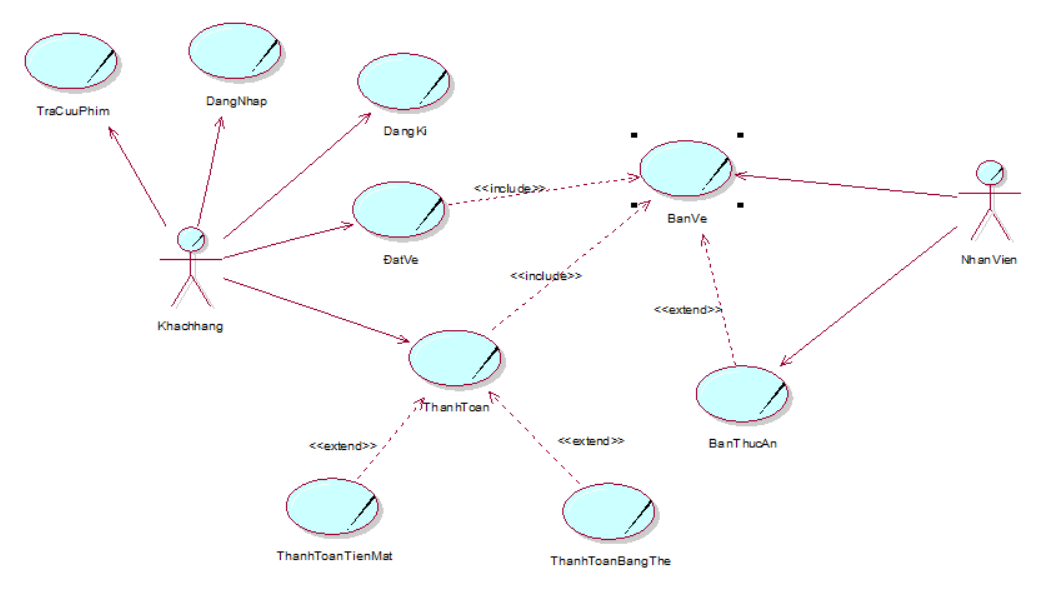 TraCuuPhim
DangNhap
DangKi
<<include>>
ĐatVe
BanVe
NhanVien
Khachhang
<<include>>
<<extend>>
ThanhToan
BanThucAn
<<extend>>
<<extend>>
ThanhToanTienMat
ThanhToanBangThe